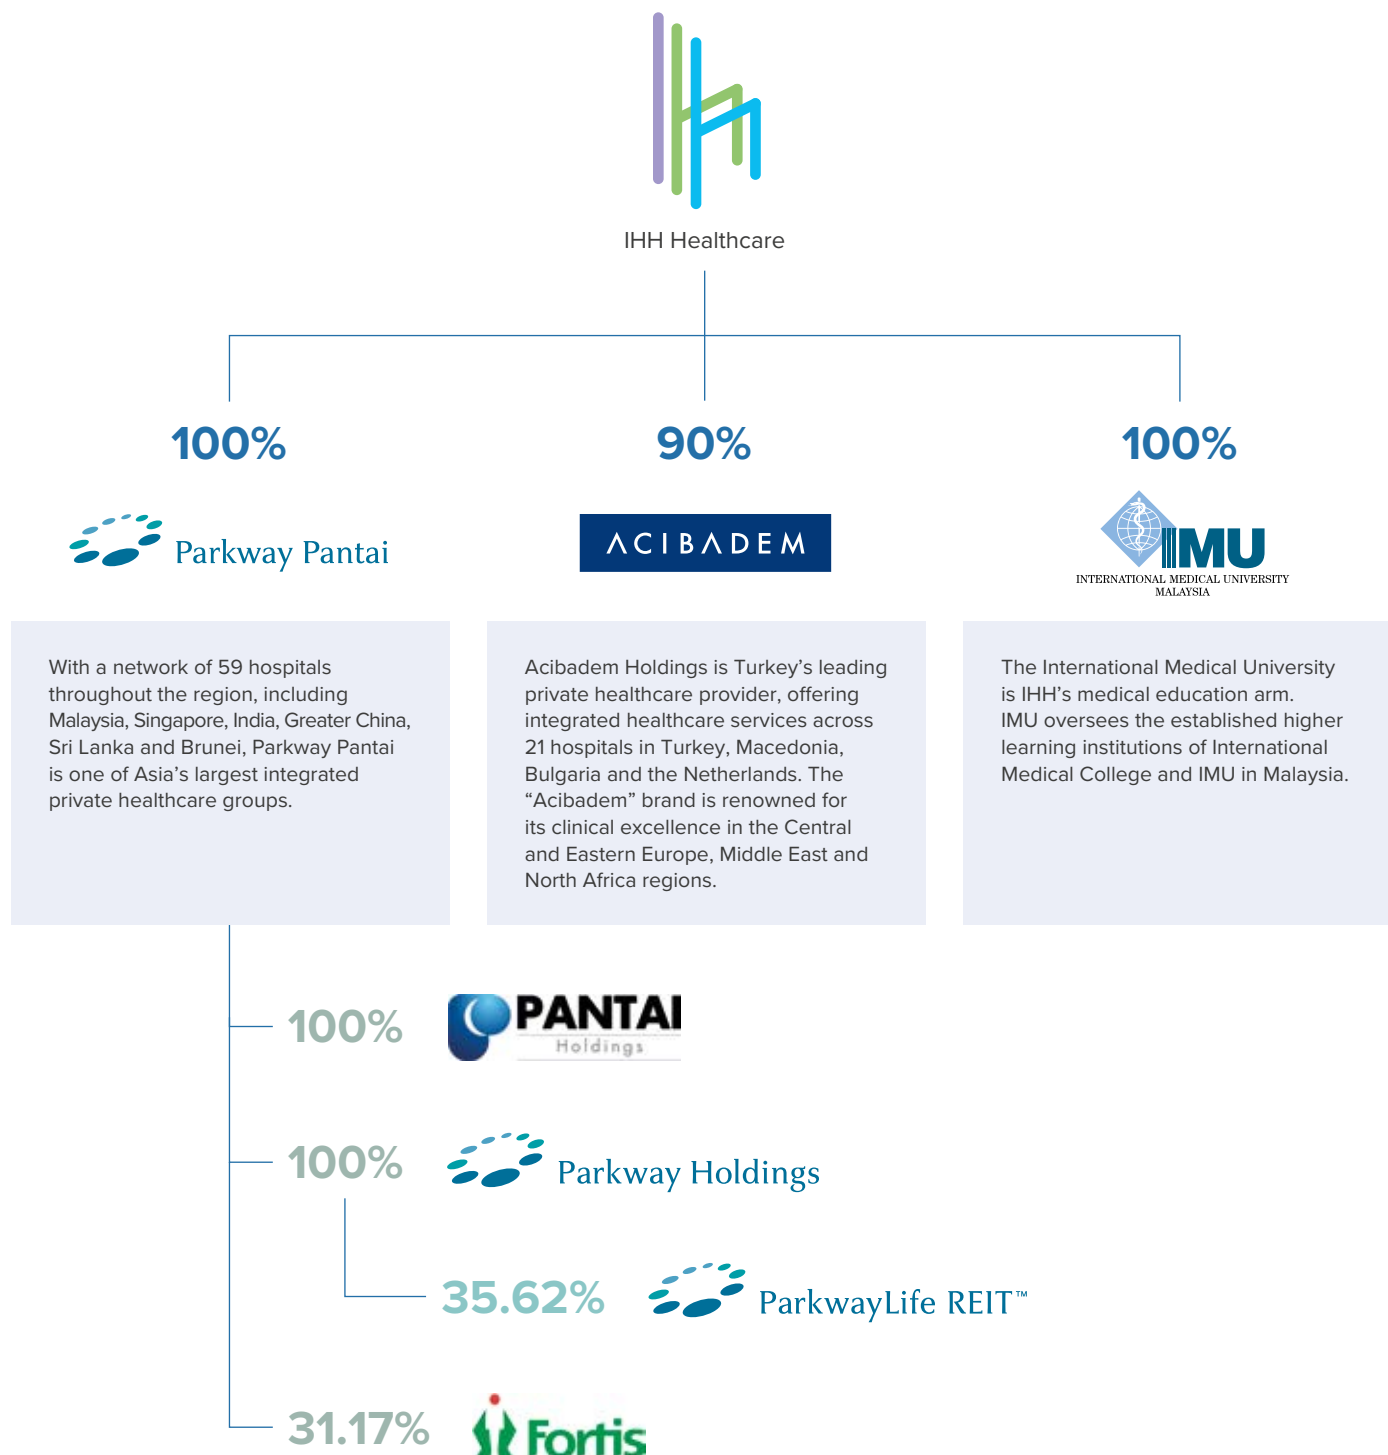 IHH Healthcare
100%
90%
100%
Parkway Pantai
ACIBADEM
IMU
INTERNATIONAL MEDICAL UNIVERSITY
MALAYSIA
With a network of 59 hospitals
throughout the region, including
Malaysia, Singapore, India, Greater China,
Sri Lanka and Brunei, Parkway Pantai
is one of Asia’s largest integrated
private healthcare groups.
Acibadem Holdings is Turkey’s leading
private healthcare provider, offering
integrated healthcare services across
21 hospitals in Turkey, Macedonia,
Bulgaria and the Netherlands. The
“Acibadem” brand is renowned for
its clinical excellence in the Central
and Eastern Europe, Middle East and
North Africa regions.
The International Medical University
is IHH’s medical education arm.
IMU oversees the established higher
learning institutions of International
Medical College and IMU in Malaysia.
100%
PANTAI
Holdings
100%
Parkway Holdings
35.62%
ParkwayLife REIT™
31.17%
Fortis